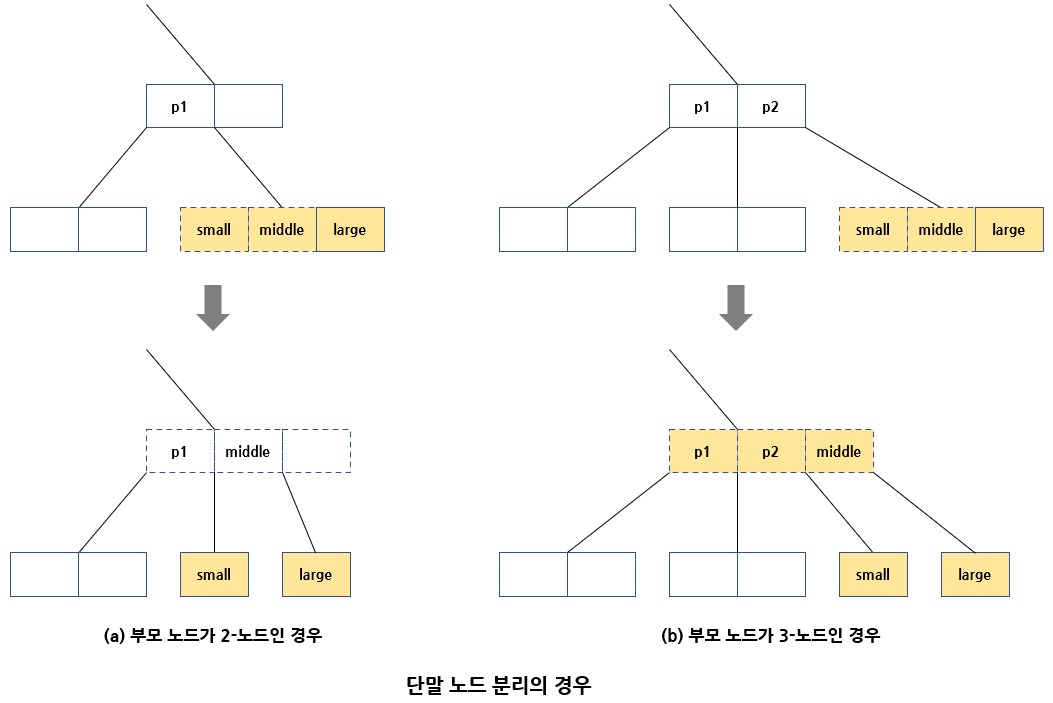 p1
small middle large
p1 middle
small large
(a) 부모 노드가 2-노드인 경우
p1 p2
small middle large
p1 p2 middle
small large
(b) 부모 노드가 3-노드인 경우
단말 노드 분리의 경우